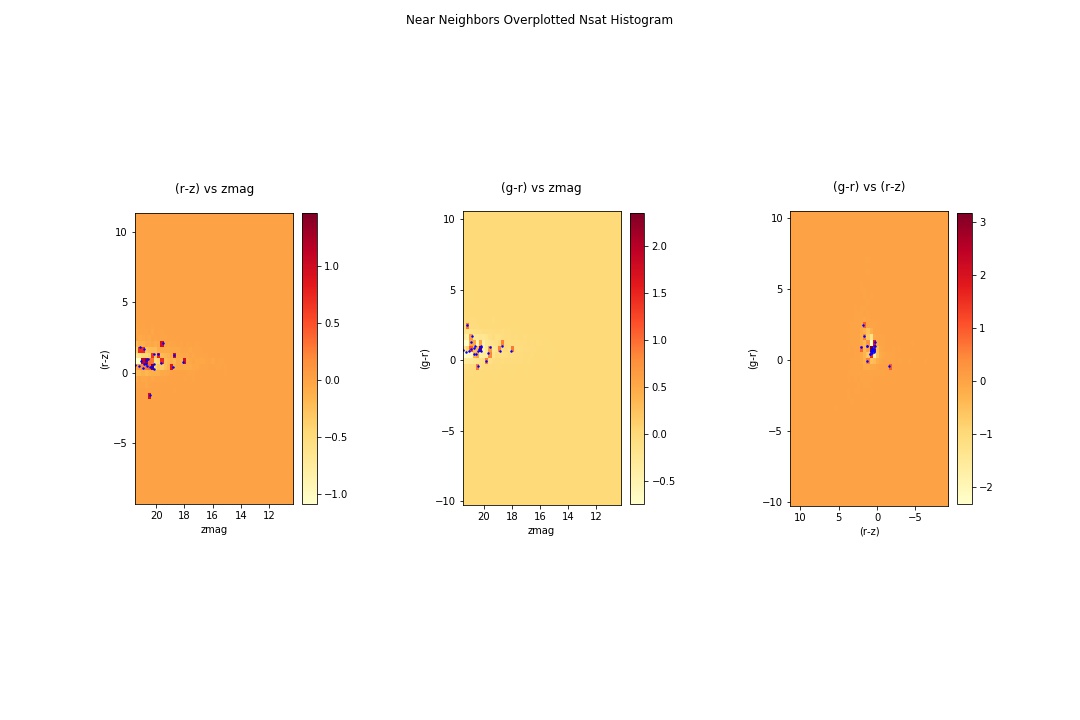 Near Neighbors Overplotted Nsat Histogram
(r-z) vs zmag
10
5
0
−5
(r-z)
20 18 16 14 12
zmag
1.0
0.5
0.0
−0.5
−1.0
(g-r) vs zmag
10
5
0
−5
−10
(g-r)
20 18 16 14 12
zmag
2.0
1.5
1.0
0.5
0.0
−0.5
(g-r) vs (r-z)
10
5
0
−5
−10
(g-r)
10 5 0 −5
(r-z)
3
2
1
0
−1
−2